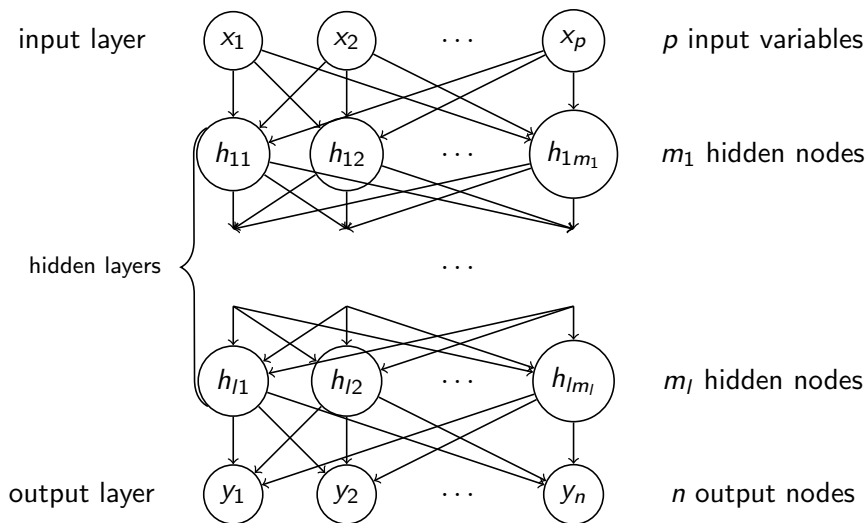 input layer x₁ x₂ ... xₚ p input variables
h₁₁ h₁₂ ... h₁ₘ₁ m₁ hidden nodes
hidden layers ...
hₗ₁ hₗ₂ ... hₗₘₗ mₗ hidden nodes
output layer y₁ y₂ ... yₙ n output nodes